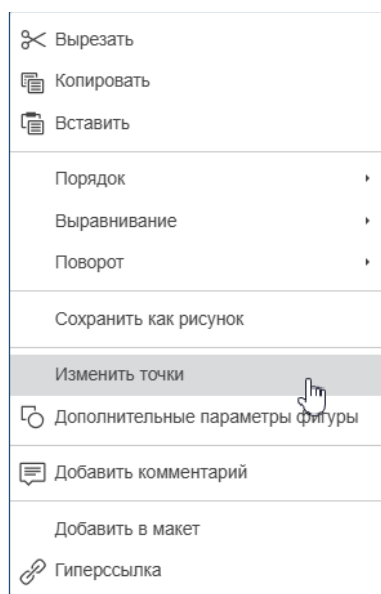 Вырезать
Копировать
Вставить
Порядок
Выравнивание
Поворот
Сохранить как рисунок
Изменить точки
Дополнительные параметры фигуры
Добавить комментарий
Добавить в макет
Гиперссылка